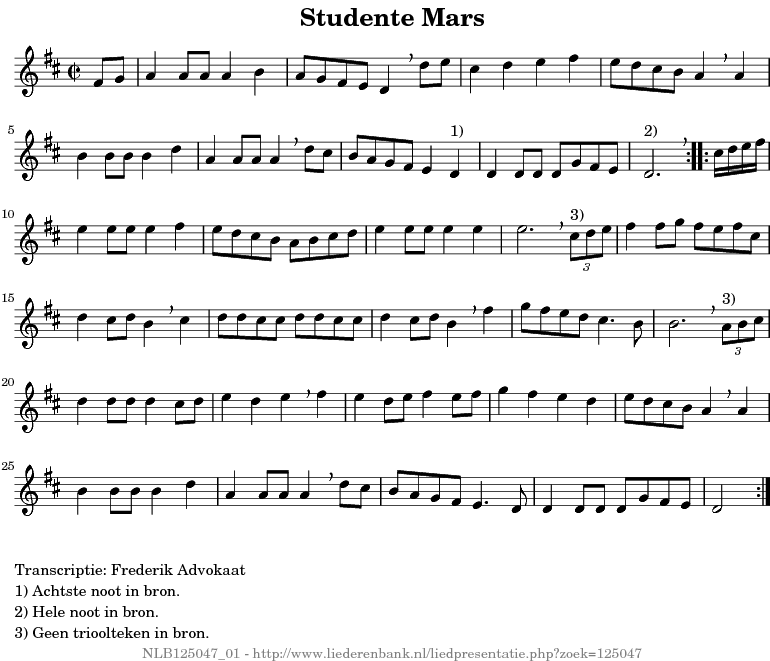 Studente Mars
5
1)
2)
10
3)
3
15
3)
3
20
25
Transcriptie: Frederik Advokaat
1) Achtste noot in bron.
2) Hele noot in bron.
3) Geen trioolteken in bron.
NLB125047_01 - http://www.liederenbank.nl/liedpresentatie.php?zoek=125047